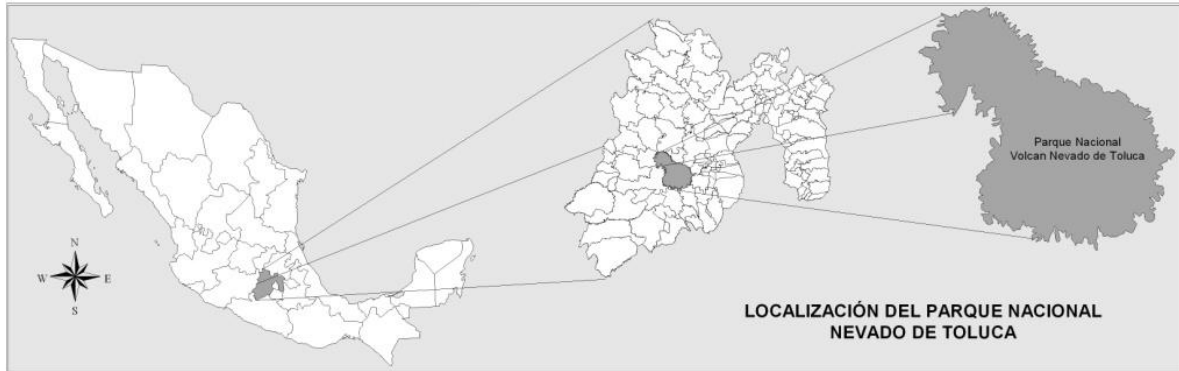 Parque Nacional
Volcan Nevado de Toluca
N
W E
S
LOCALIZACIÓN DEL PARQUE NACIONAL
NEVADO DE TOLUCA